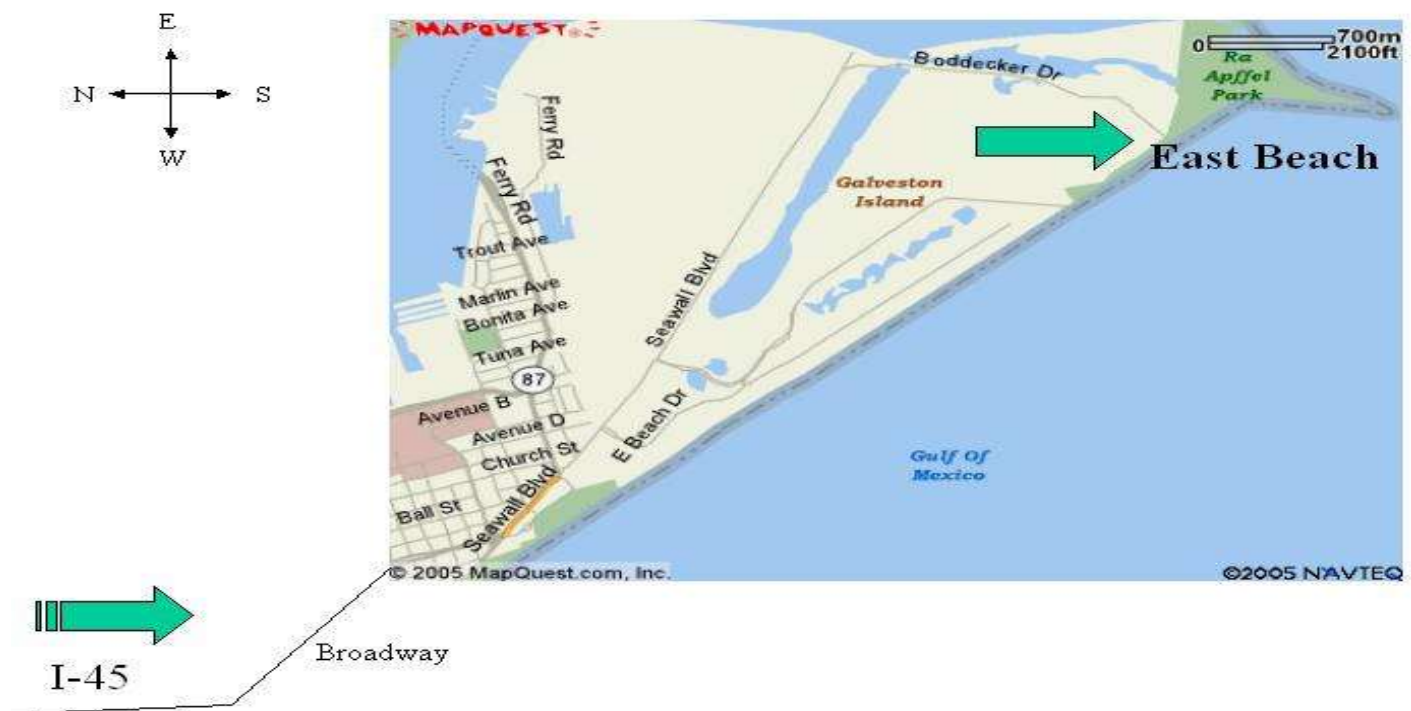 E
N S
W
MAPQUEST
0 700m
2100ft
Boddecker Dr
Ra
Apffel
Park
East Beach
Ferry Rd
Ferry Rd
Galveston
Island
Trout Ave
Marlin Ave
Bonita Ave
Tuna Ave
Seawall Blvd
87
Avenue B
Avenue D
Church St
E Beach Dr
Gulf Of
Mexico
Ball St
Seawall Blvd
© 2005 MapQuest.com, Inc.
©2005 NAVTEQ
Broadway
I-45